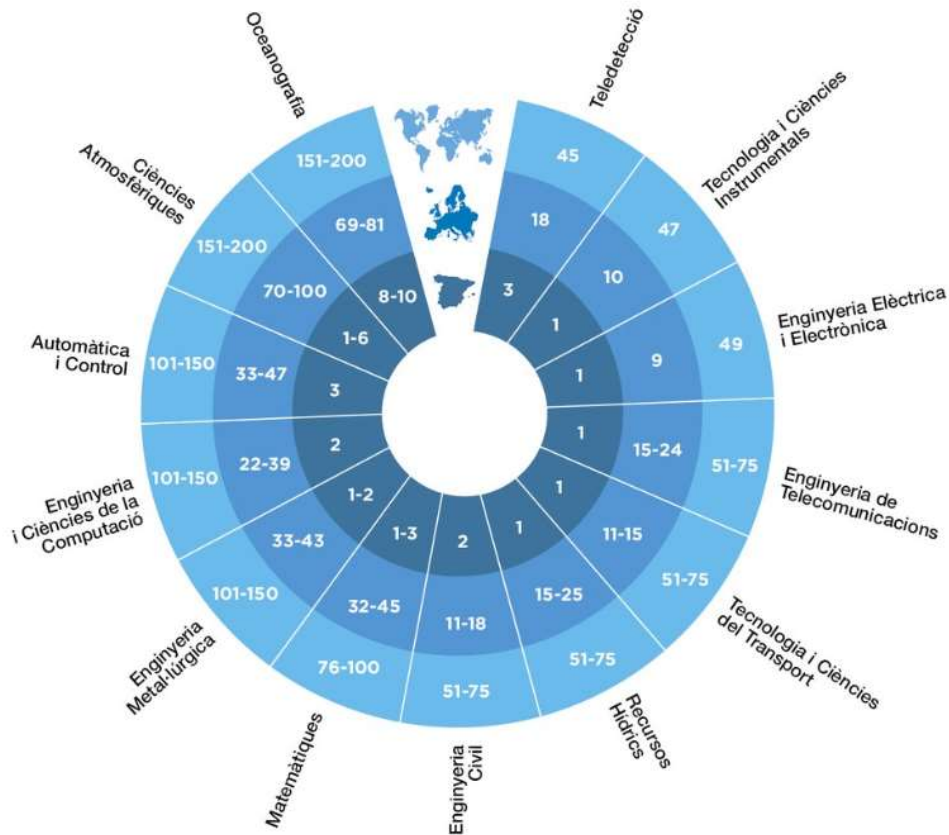 Teledetecció
45
18
3
Tecnologia i Ciències
Instrumentals
47
10
1
Enginyeria Elèctrica
i Electrònica
49
9
1
Enginyeria de
Telecomunicacions
51-75
15-24
1
Tecnologia i Ciències
del Transport
51-75
11-15
1
Recursos
Hídrics
51-75
15-25
1
Enginyeria
Civil
51-75
11-18
2
Matemàtiques
76-100
32-45
1-3
Enginyeria
Metal·lúrgica
101-150
33-43
1-2
Enginyeria
i Ciències de la
Computació
101-150
22-39
2
Automàtica
i Control
101-150
33-47
3
Ciències
Atmosfèriques
151-200
70-100
1-6
Oceanografia
151-200
69-81
8-10